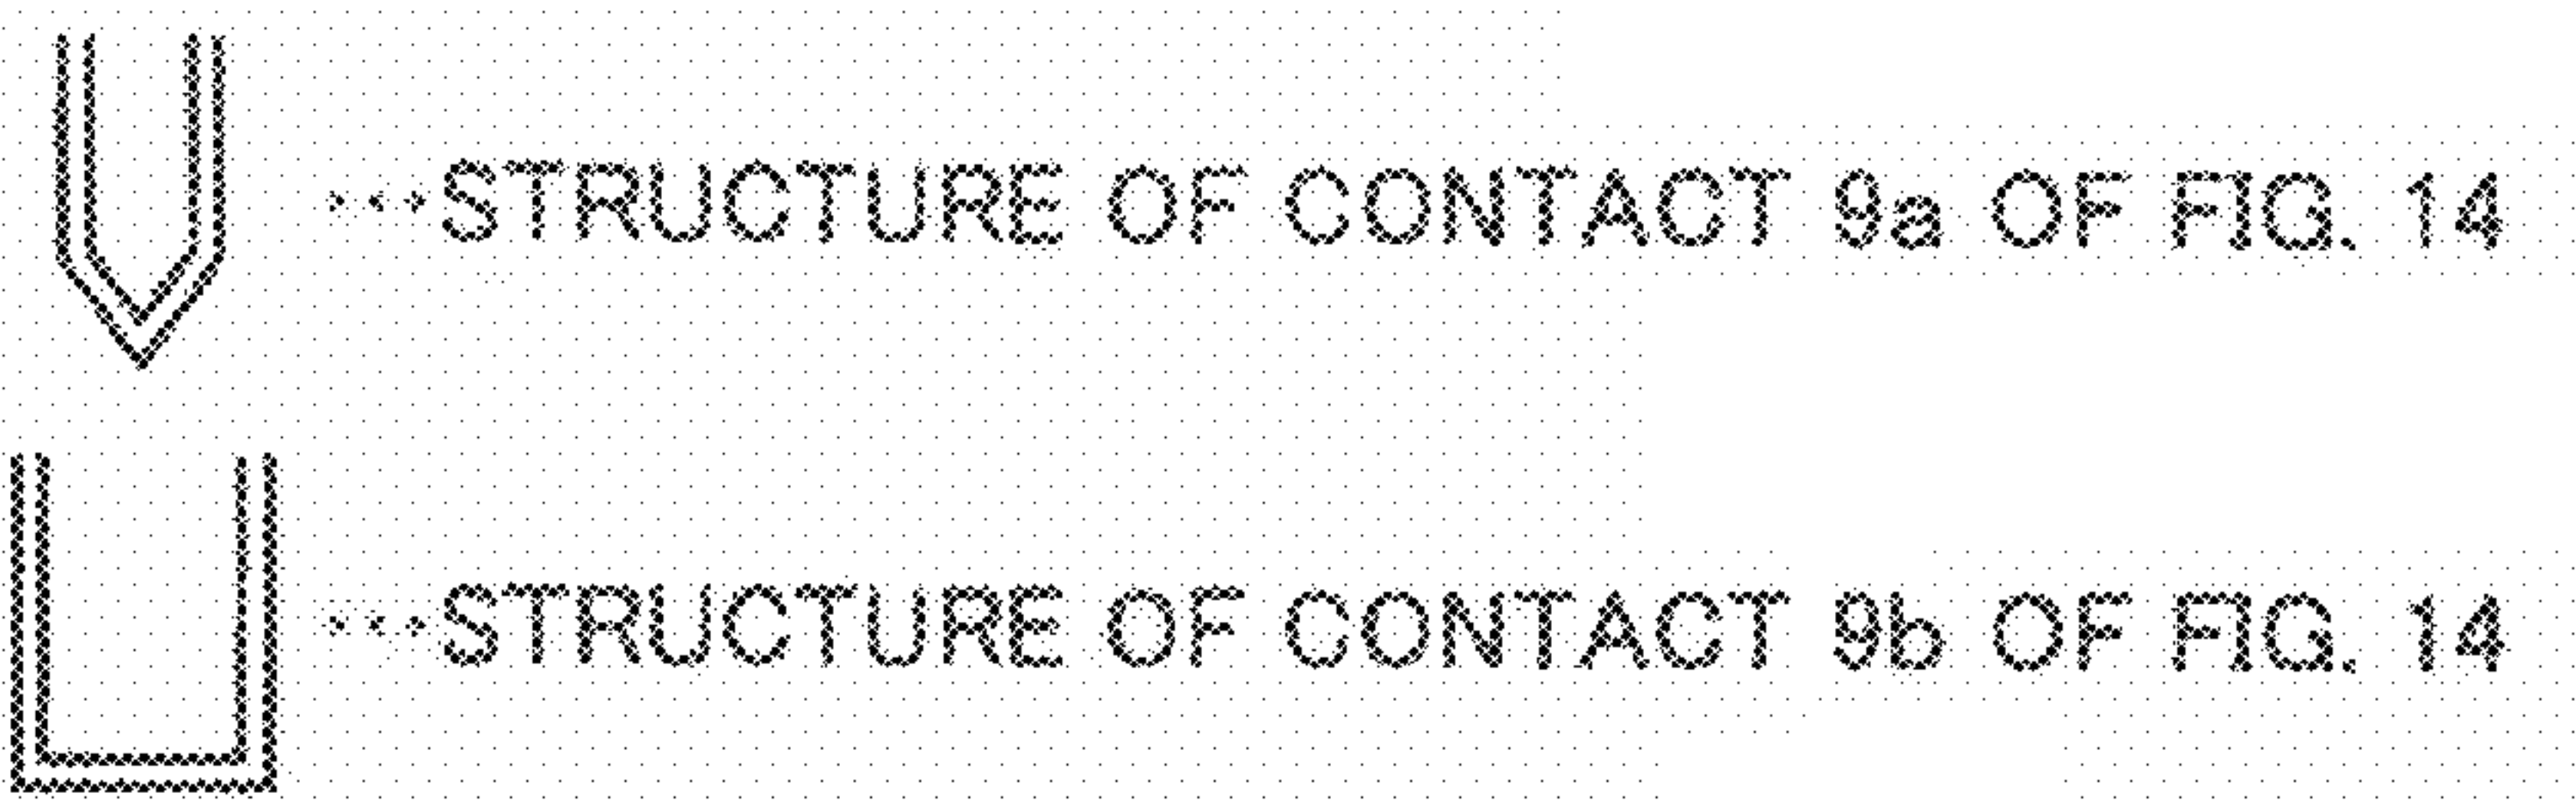 ···STRUCTURE OF CONTACT 9a OF FIG. 14
···STRUCTURE OF CONTACT 9b OF FIG. 14